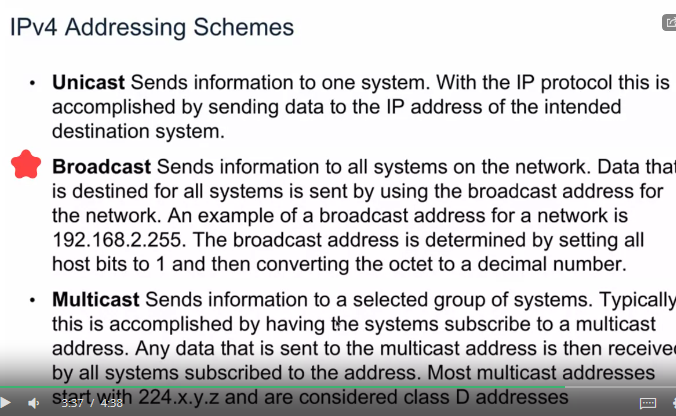 IPv4 Addressing Schemes
• Unicast Sends information to one system. With the IP protocol this is
accomplished by sending data to the IP address of the intended
destination system.
Broadcast Sends information to all systems on the network. Data that
is destined for all systems is sent by using the broadcast address for
the network. An example of a broadcast address for a network is
192.168.2.255. The broadcast address is determined by setting all
host bits to 1 and then converting the octet to a decimal number.
• Multicast Sends information to a selected group of systems. Typically
this is accomplished by having the systems subscribe to a multicast
address. Any data that is sent to the multicast address is then receive
by all systems subscribed to the address. Most multicast addresses
start with 224.x.y.z and are considered class D addresses
3:37 / 4:38